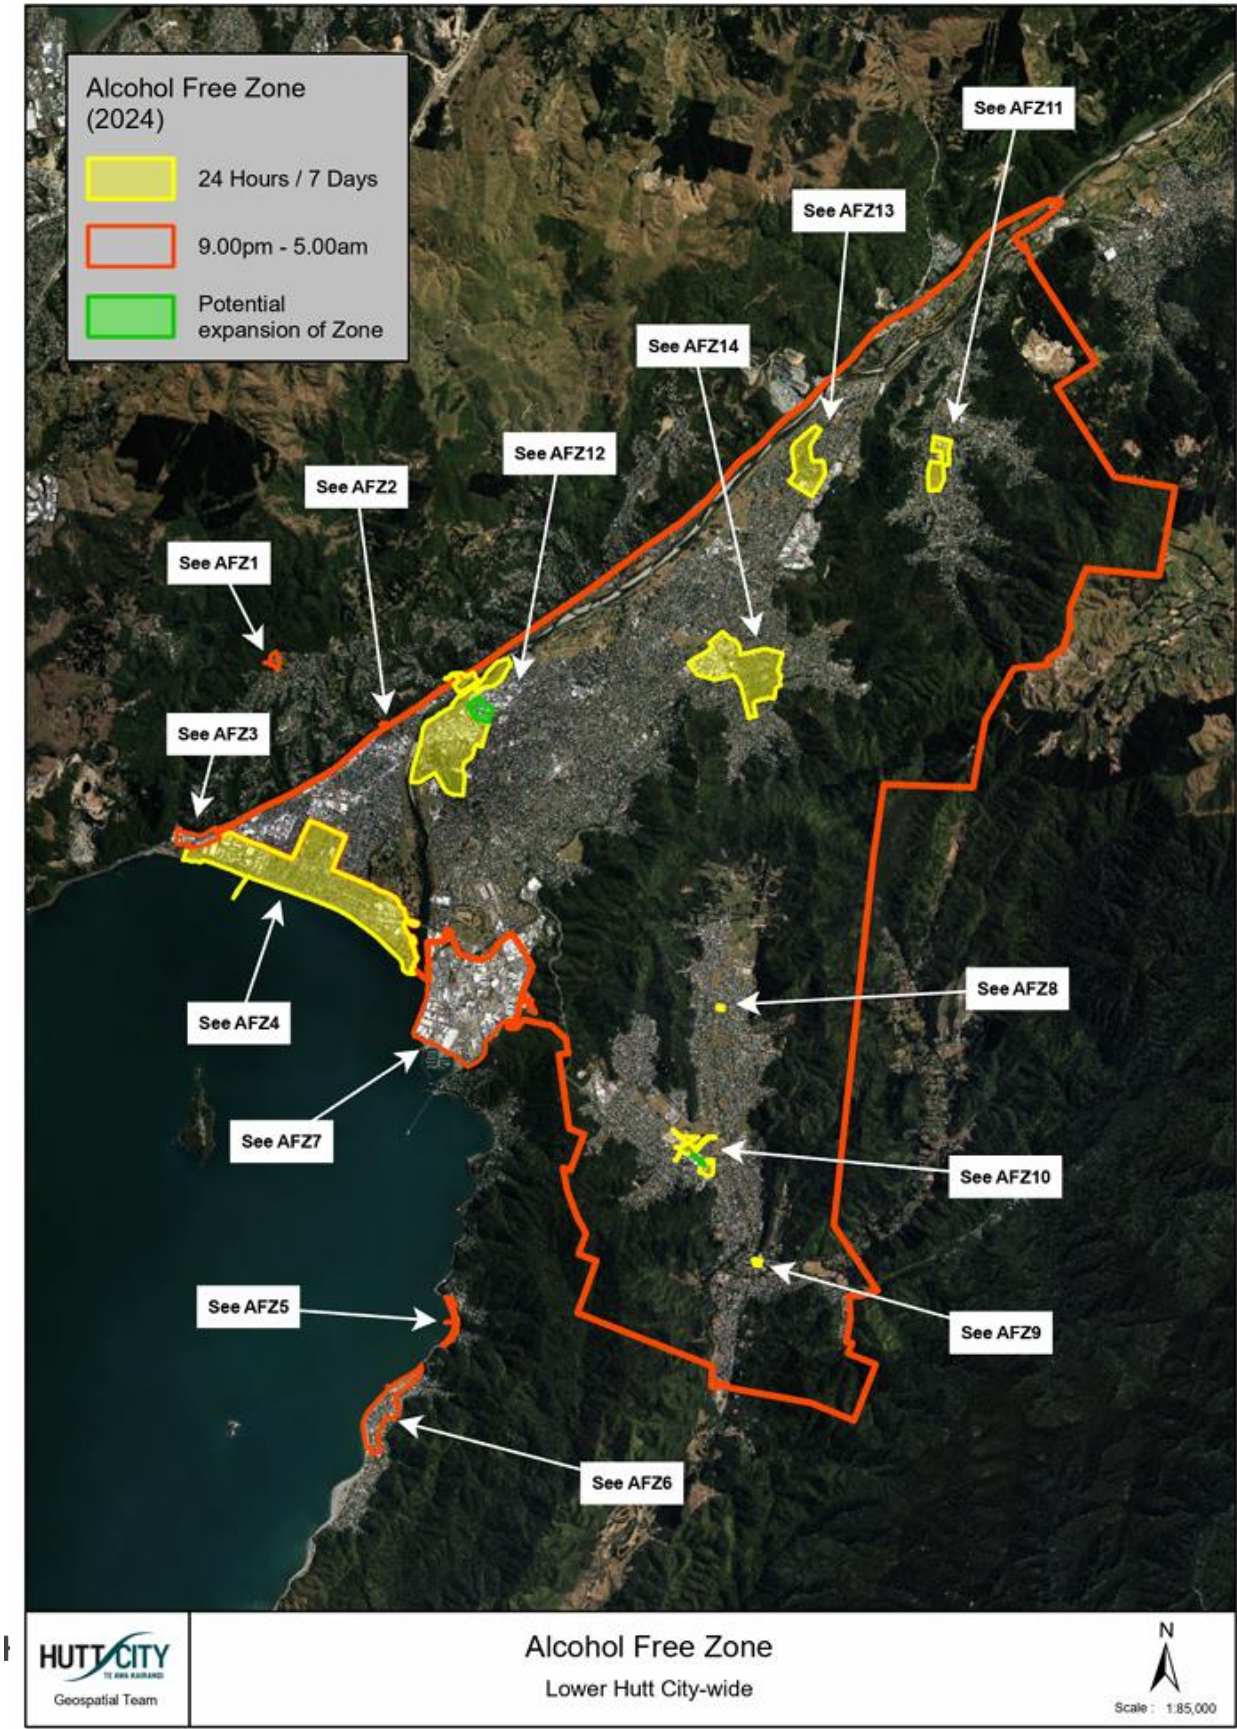 Alcohol Free Zone
(2024)
24 Hours / 7 Days
9.00pm - 5.00am
Potential
expansion of Zone
See AFZ11
See AFZ13
See AFZ14
See AFZ12
See AFZ2
See AFZ1
See AFZ3
See AFZ8
See AFZ4
See AFZ7
See AFZ10
See AFZ5
See AFZ9
See AFZ6
HUTT CITY
TE AWA KAIRANGI
Geospatial Team
Alcohol Free Zone
Lower Hutt City-wide
N
Scale : 1:85,000